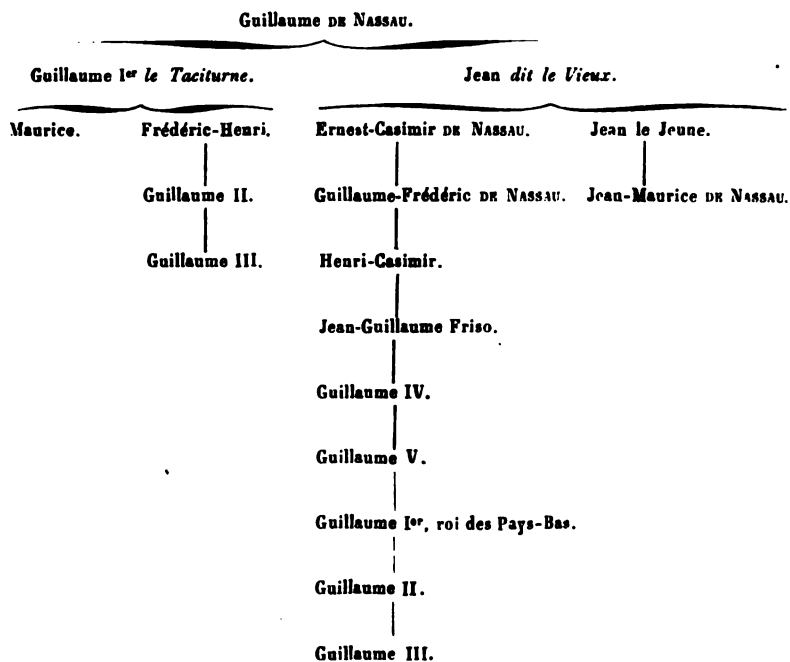 Guillaume DE NASSAU.
Guillaume Ier le Taciturne. Jean dit le Vieux.
Maurice. Frédéric-Henri. Ernest-Casimir DE NASSAU. Jean le Jeune.
Guillaume II. Guillaume-Frédéric DE NASSAU. Jean-Maurice DE NASSAU.
Guillaume III. Henri-Casimir.
Jean-Guillaume Friso.
Guillaume IV.
Guillaume V.
Guillaume Ier, roi des Pays-Bas.
Guillaume II.
Guillaume III.